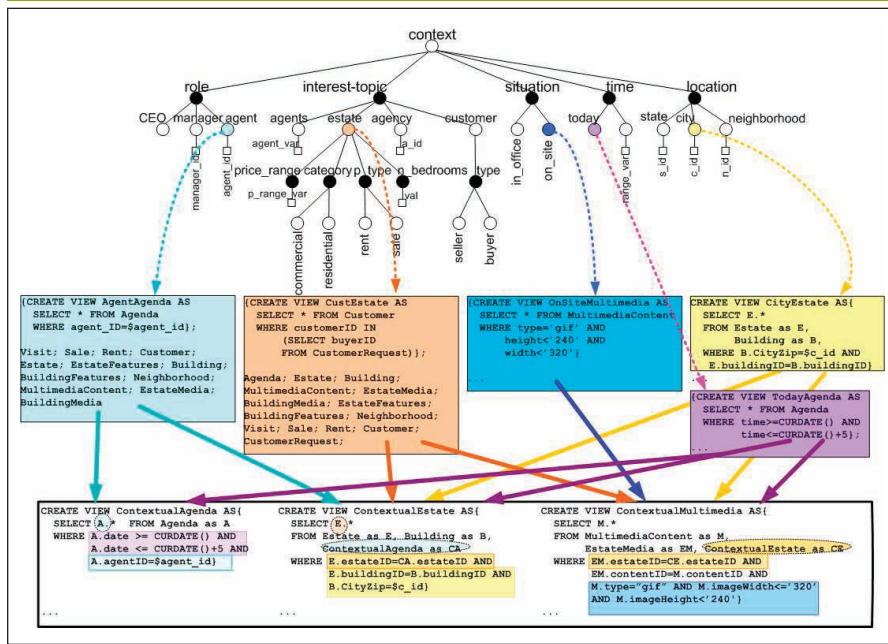 context
role
interest-topic
situation
time
location
CEO
manager
agent
agents
estate
agency
customer
today
state
city
neighborhood
manager_id
agent_id
agent_var
a_id
in_office
on_site
range_var
s_id
c_id
n_id
price_range
category
p_type
n_bedrooms
type
p_range_var
val
commercial
residential
rent
sale
seller
buyer
{CREATE VIEW AgentAgenda AS
SELECT * FROM Agenda
WHERE agent_ID=$agent_id};
Visit; Sale; Rent; Customer;
Estate; EstateFeatures; Building;
BuildingFeatures; Neighborhood;
MultimediaContent; EstateMedia;
BuildingMedia
{CREATE VIEW CustEstate AS
SELECT * FROM Customer
WHERE customerID IN
(SELECT buyerID
FROM CustomerRequest)};
Agenda; Estate; Building;
MultimediaContent; EstateMedia;
BuildingMedia; EstateFeatures;
BuildingFeatures; Neighborhood;
Visit; Sale; Rent; Customer;
CustomerRequest;
{CREATE VIEW OnSiteMultimedia AS
SELECT * FROM MultimediaContent
WHERE type='gif' AND
height<'240' AND
width<'320'}
...
{CREATE VIEW CityEstate AS{
SELECT E.*
FROM Estate as E,
Building as B,
WHERE B.CityZip=$c_id AND
E.buildingID=B.buildingID}
...
{CREATE VIEW TodayAgenda AS
SELECT * FROM Agenda
WHERE time>=CURDATE() AND
time<=CURDATE()+5};
...
CREATE VIEW ContextualAgenda AS{
SELECT A.* FROM Agenda as A
WHERE A.date >= CURDATE() AND
A.date <= CURDATE()+5 AND
A.agentID=$agent_id}
...
CREATE VIEW ContextualEstate AS{
SELECT E.*
FROM Estate as E, Building as B,
ContextualAgenda as CA
WHERE E.estateID=CA.estateID AND
E.buildingID=B.buildingID AND
B.CityZip=$c_id}
...
CREATE VIEW ContextualMultimedia AS{
SELECT M.*
FROM MultimediaContent as M,
EstateMedia as EM, ContextualEstate as CE
WHERE EM.estateID=CE.estateID AND
EM.contentID=M.contentID AND
M.type="gif" AND M.imageWidth<='320'
AND M.imageHeight<'240'}
...